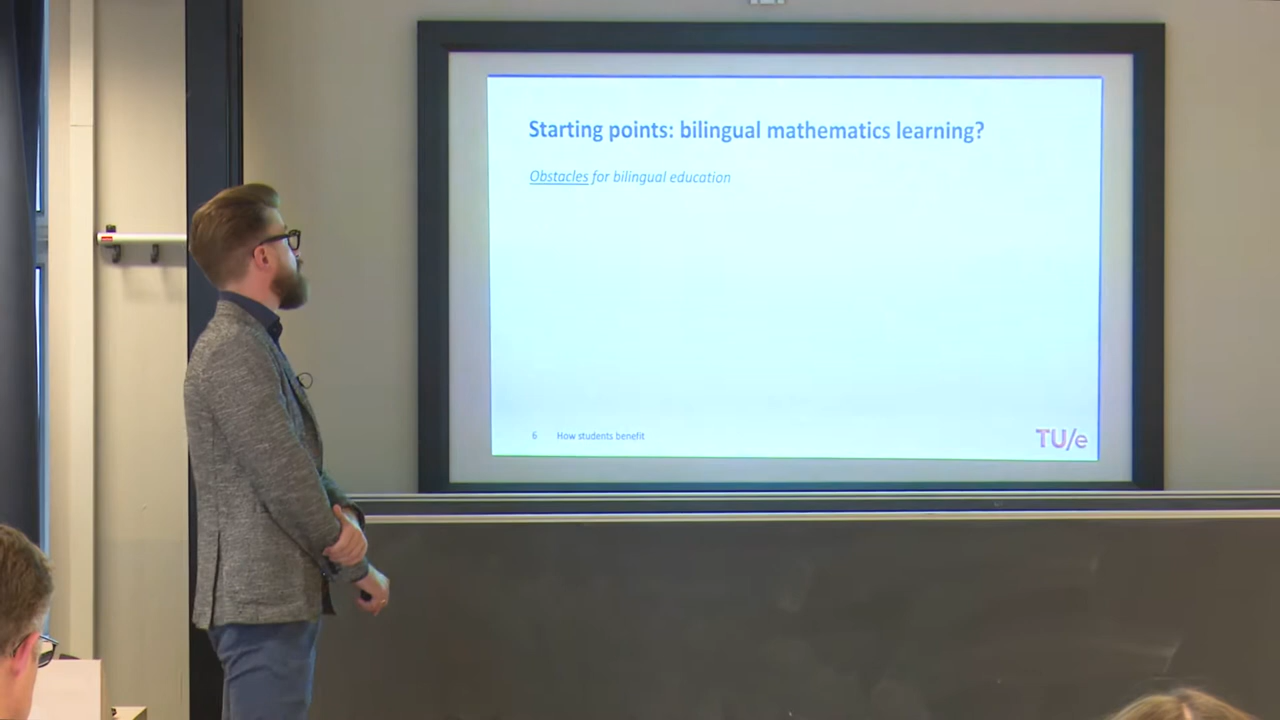 Starting points: bilingual mathematics learning?
Obstacles for bilingual education
6 How students benefit
TU/e